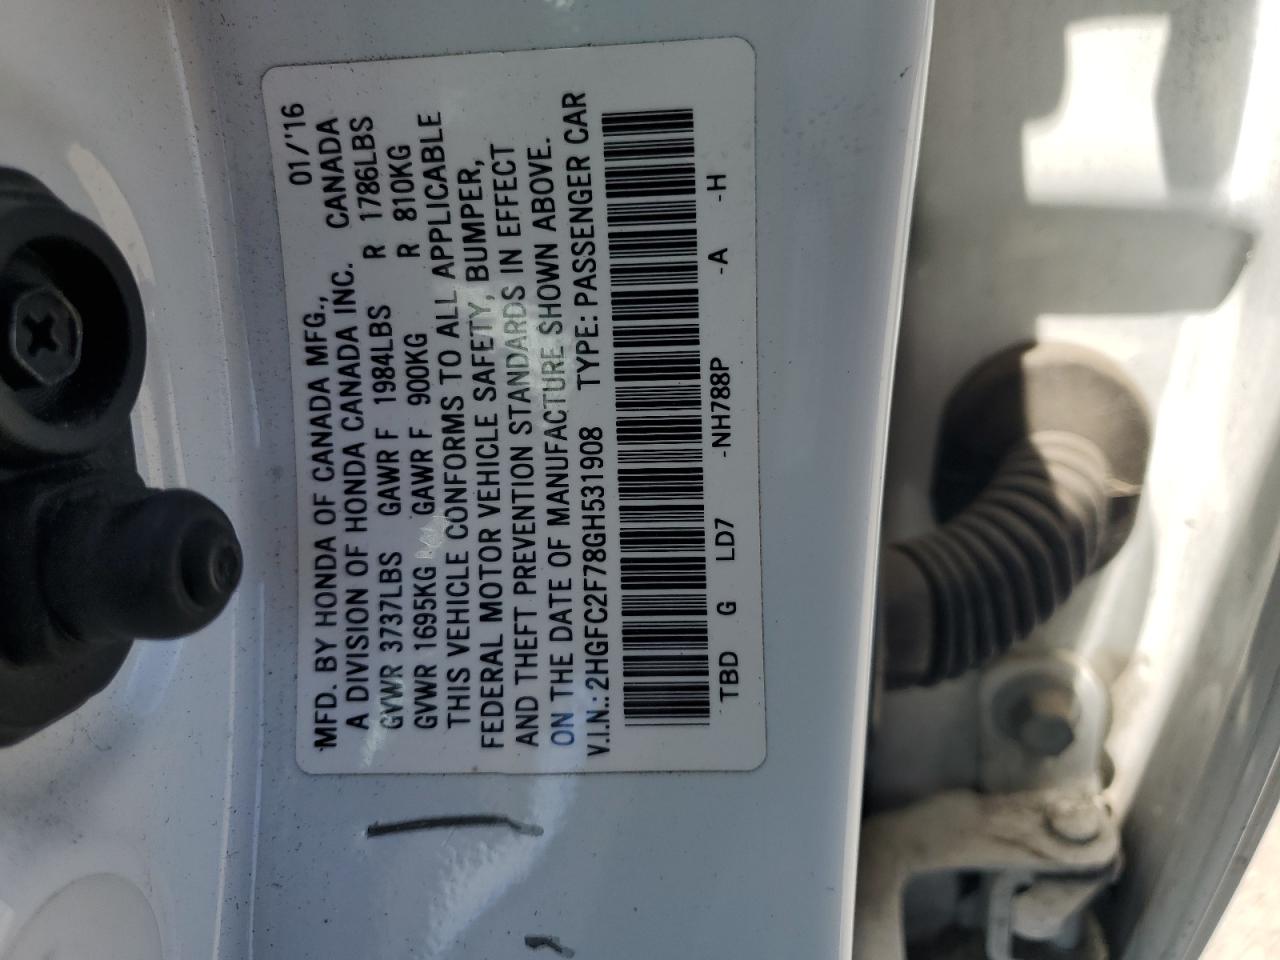 MFD. BY HONDA OF CANADA MFG., 01/'16
A DIVISION OF HONDA CANADA INC. CANADA
GVWR 3737LBS GAWR F 1984LBS R 1786LBS
GVWR 1695KG GAWR F 900KG R 810KG
THIS VEHICLE CONFORMS TO ALL APPLICABLE
FEDERAL MOTOR VEHICLE SAFETY, BUMPER,
AND THEFT PREVENTION STANDARDS IN EFFECT
ON THE DATE OF MANUFACTURE SHOWN ABOVE.
V.I.N.: 2HGFC2F78GH531908 TYPE: PASSENGER CAR
TBD G LD7 -NH788P -A -H